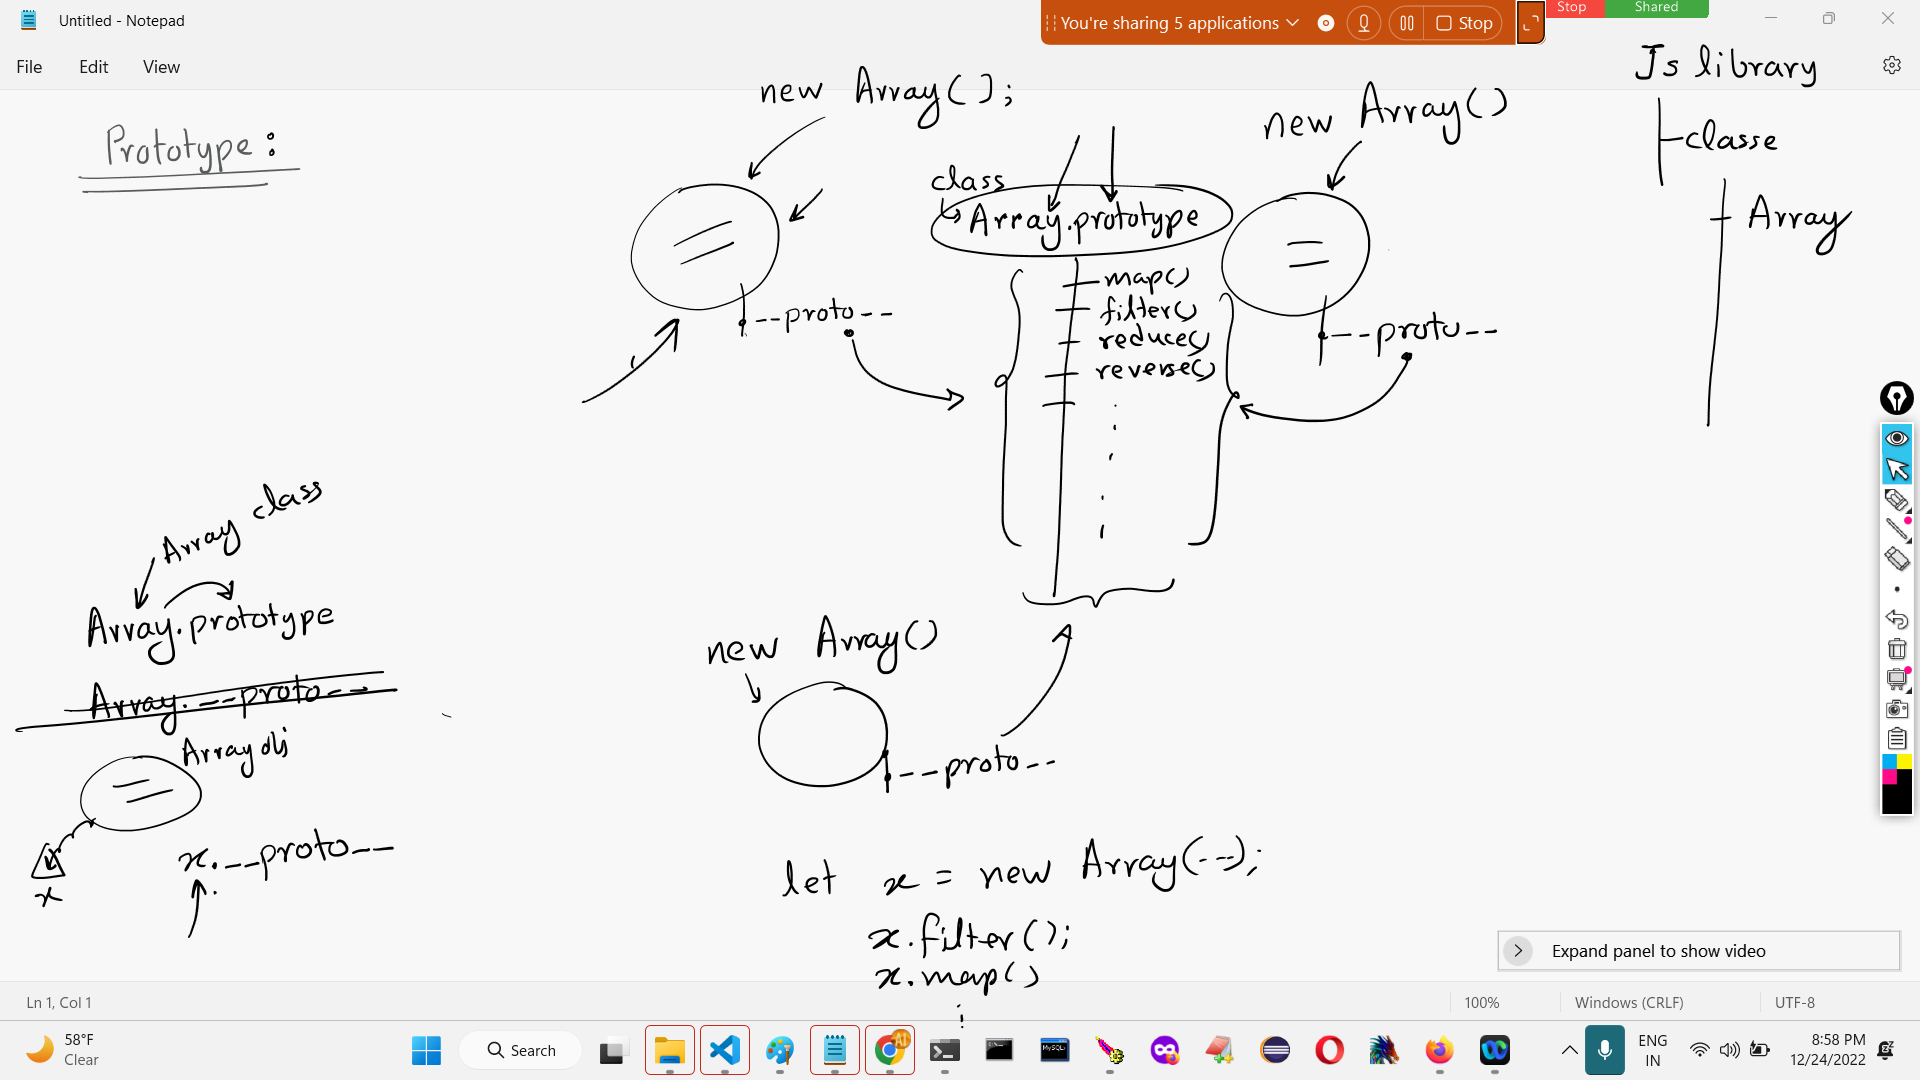 Untitled - Notepad
You're sharing 5 applications
Stop
Stop
Shared
File
Edit
View
Js library
classe
Array
Prototype:
new Array();
new Array()
class
Array.prototype
map()
filter()
reduce()
reverse()
--proto--
--proto--
Array class
Array.prototype
Array.--proto--
Array obj
x
x.--proto--
new Array()
--proto--
let x = new Array(--);
x.filter();
x.map()
Expand panel to show video
Ln 1, Col 1
100%
Windows (CRLF)
UTF-8
58°F
Clear
Search
MySQL
ENG
IN
8:58 PM
12/24/2022